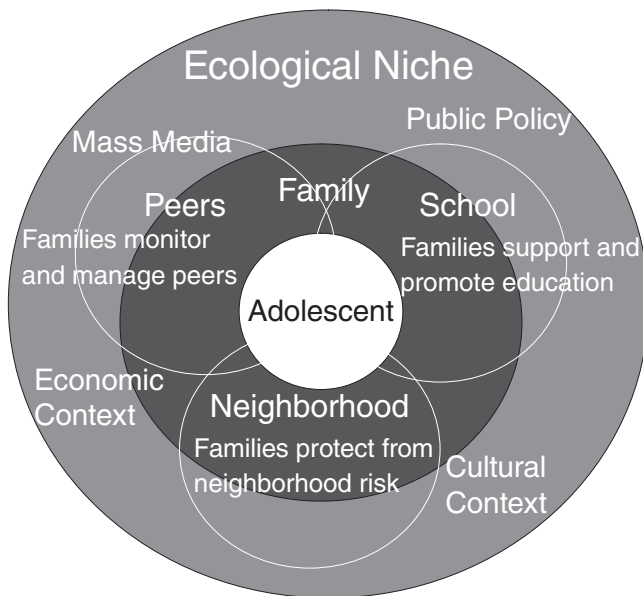 Ecological Niche
Public Policy
Mass Media
Family
Peers
School
Families monitor
and manage peers
Families support and
promote education
Adolescent
Economic
Context
Neighborhood
Families protect from
neighborhood risk
Cultural
Context